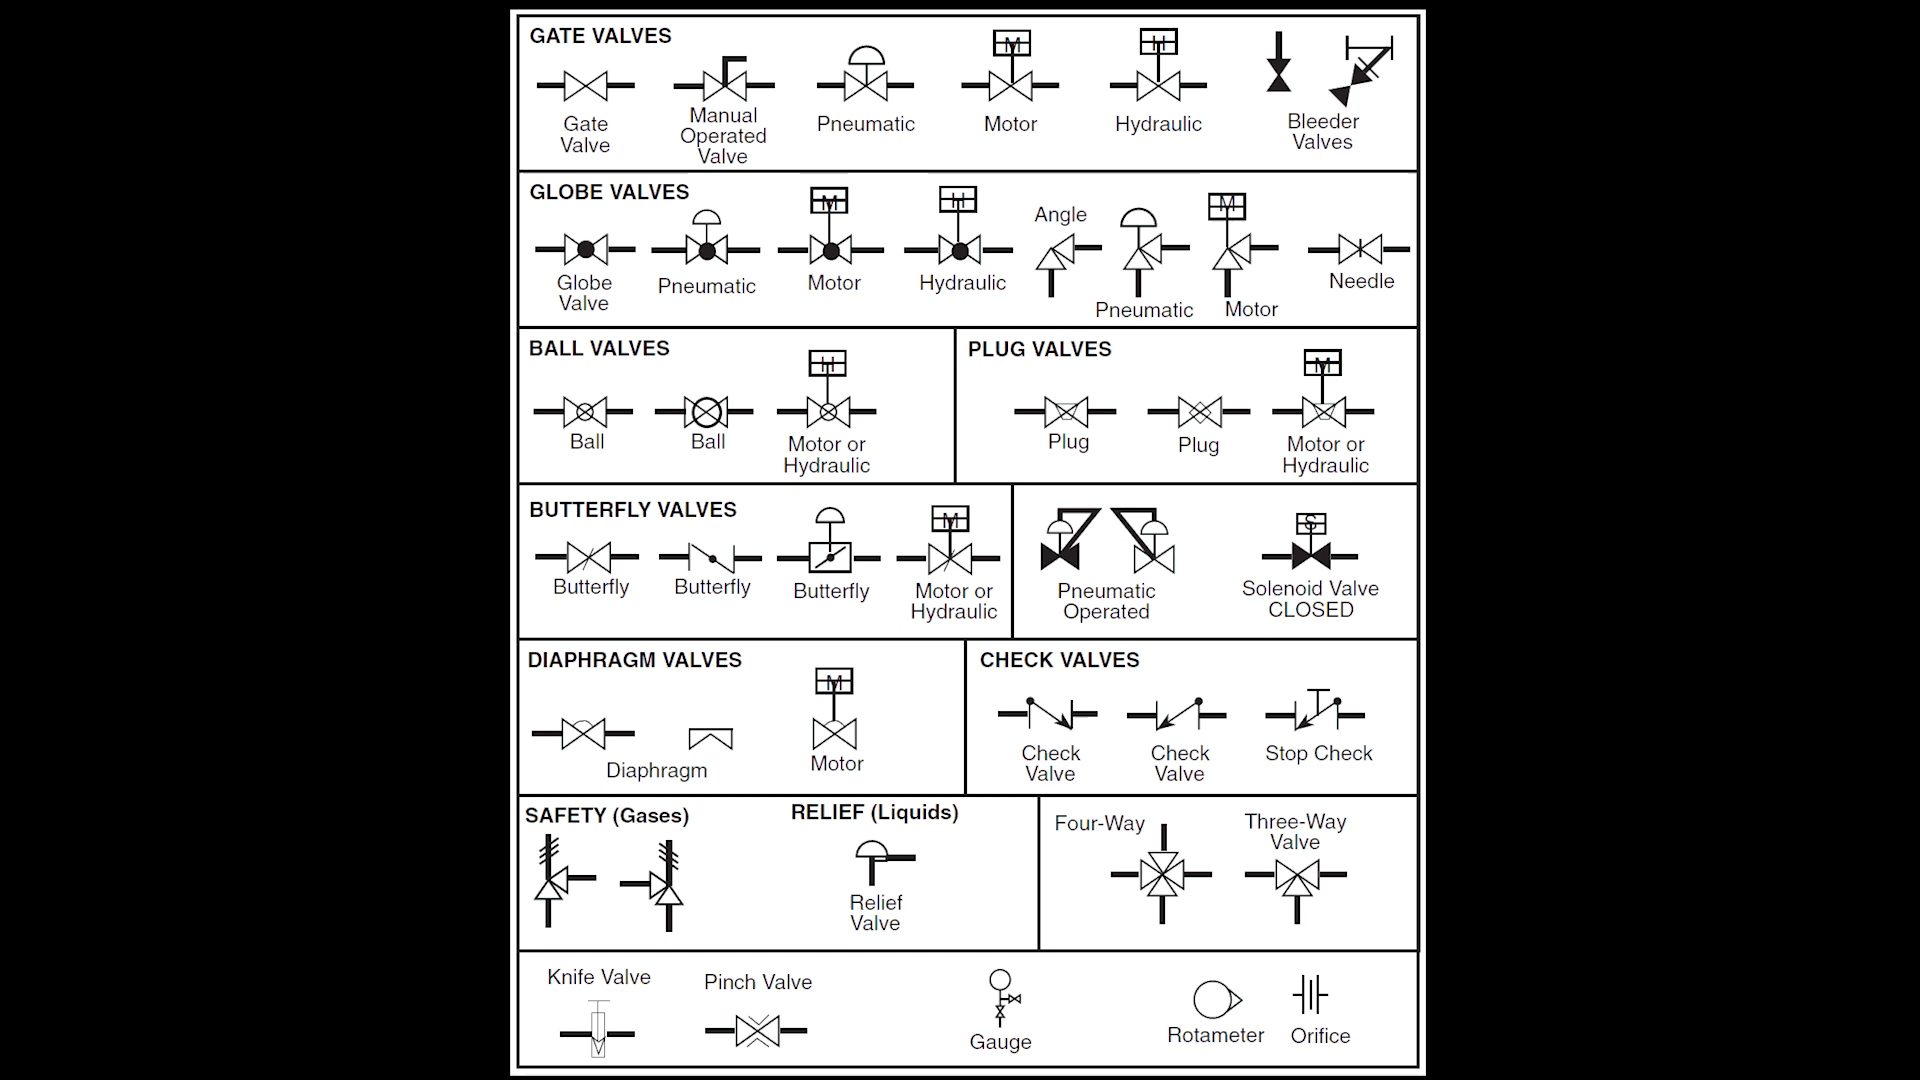 GATE VALVES
M
H
Gate
Valve
Manual
Operated
Valve
Pneumatic
Motor
Hydraulic
Bleeder
Valves
GLOBE VALVES
M
H
Angle
M
Globe
Valve
Pneumatic
Motor
Hydraulic
Pneumatic
Motor
Needle
BALL VALVES
H
Ball
Ball
Motor or
Hydraulic
PLUG VALVES
M
Plug
Plug
Motor or
Hydraulic
BUTTERFLY VALVES
M
Butterfly
Butterfly
Butterfly
Motor or
Hydraulic
S
Pneumatic
Operated
Solenoid Valve
CLOSED
DIAPHRAGM VALVES
M
Diaphragm
Motor
CHECK VALVES
Check
Valve
Check
Valve
Stop Check
SAFETY (Gases)
RELIEF (Liquids)
Relief
Valve
Four-Way
Three-Way
Valve
Knife Valve
Pinch Valve
Gauge
Rotameter
Orifice